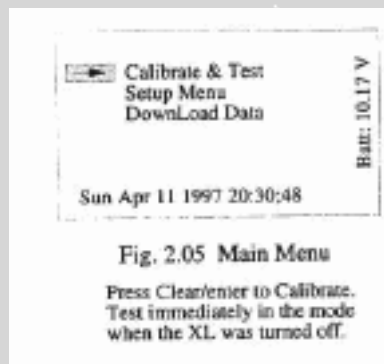 Calibrate & Test
Setup Menu
DownLoad Data
Batt: 10.17 V
Sun Apr 11 1997 20:30:48
Fig. 2.05 Main Menu
Press Clear/enter to Calibrate.
Test immediately in the mode
when the XL was turned off.